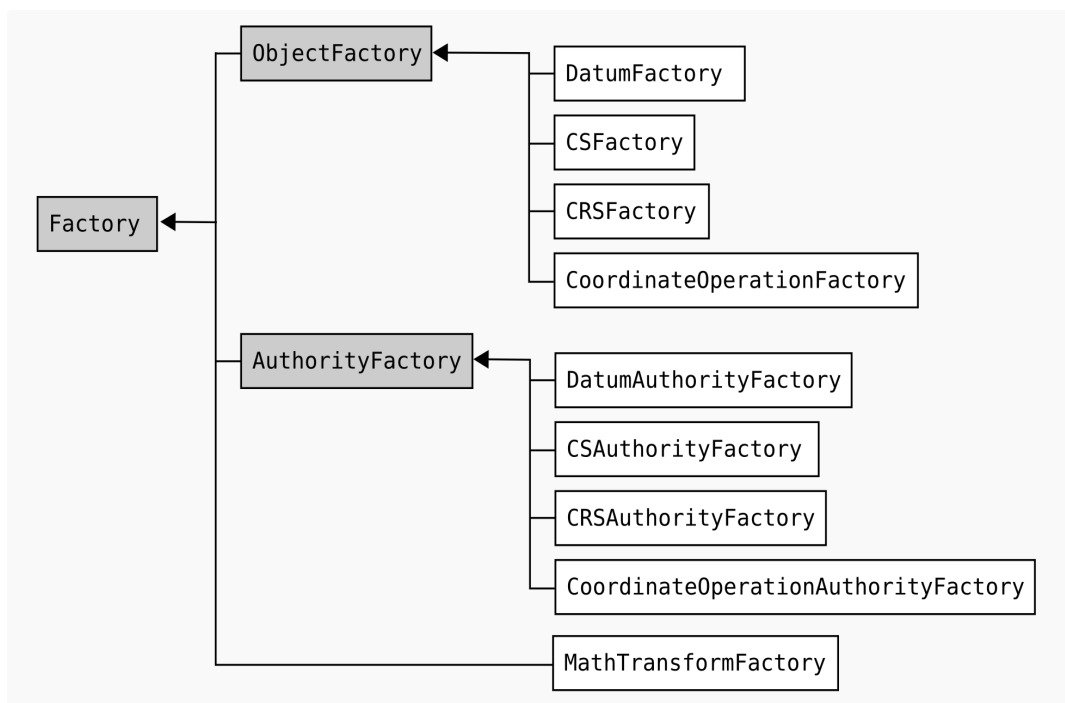 ObjectFactory
DatumFactory
CSFactory
CRSFactory
Factory
CoordinateOperationFactory
AuthorityFactory
DatumAuthorityFactory
CSAuthorityFactory
CRSAuthorityFactory
CoordinateOperationAuthorityFactory
MathTransformFactory